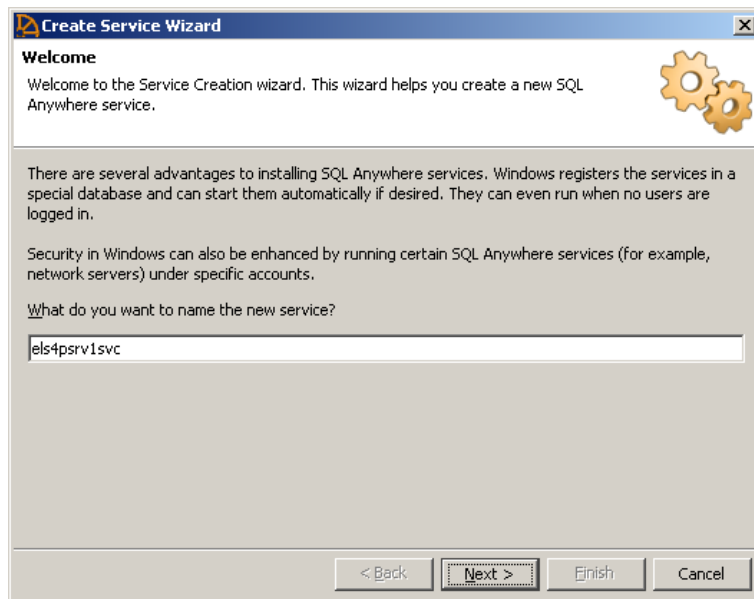 Create Service Wizard
Welcome
Welcome to the Service Creation wizard. This wizard helps you create a new SQL
Anywhere service.
There are several advantages to installing SQL Anywhere services. Windows registers the services in a
special database and can start them automatically if desired. They can even run when no users are
logged in.
Security in Windows can also be enhanced by running certain SQL Anywhere services (for example,
network servers) under specific accounts.
What do you want to name the new service?
els4psrv1svc
< Back
Next >
Finish
Cancel